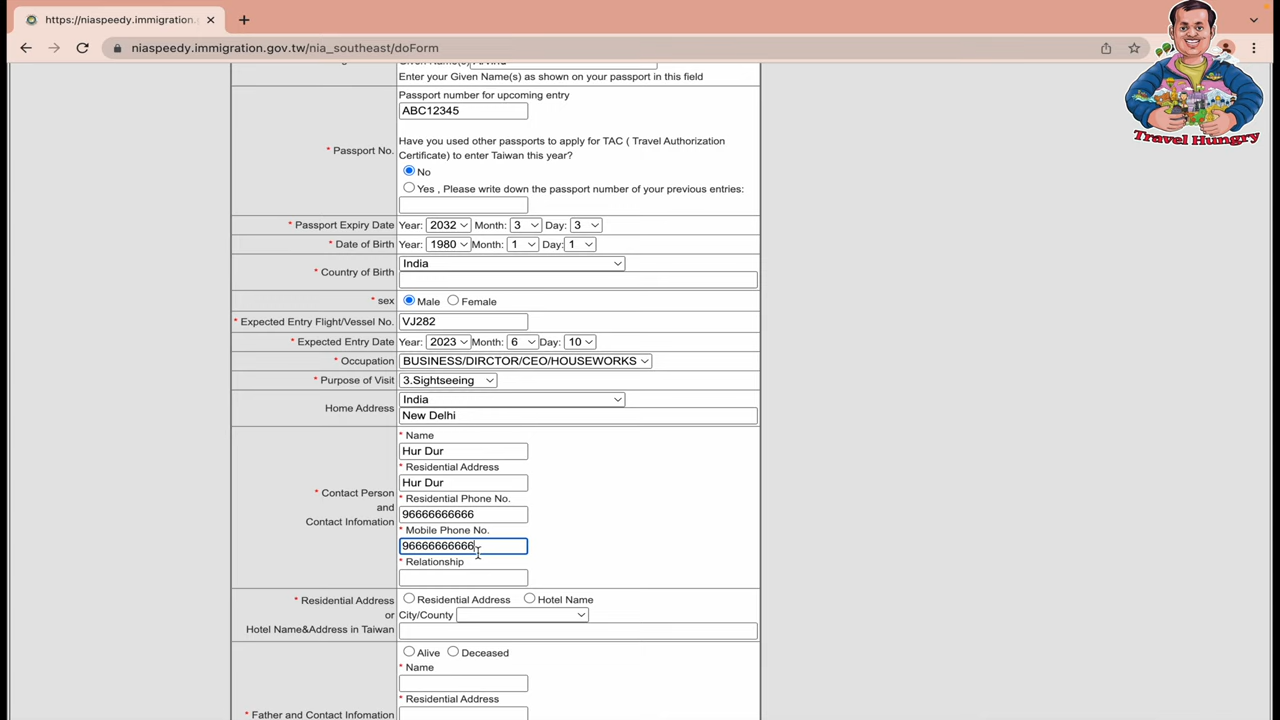 https://niaspeedy.immigration.
niaspeedy.immigration.gov.tw/nia_southeast/doForm
Travel Hungry
Enter your Given Name(s) as shown on your passport in this field
Passport number for upcoming entry
ABC12345
* Passport No.
Have you used other passports to apply for TAC ( Travel Authorization
Certificate) to enter Taiwan this year?
No
Yes , Please write down the passport number of your previous entries:
* Passport Expiry Date Year: 2032 Month: 3 Day: 3
* Date of Birth Year: 1980 Month: 1 Day: 1
* Country of Birth India
* sex Male Female
* Expected Entry Flight/Vessel No. VJ282
* Expected Entry Date Year: 2023 Month: 6 Day: 10
* Occupation BUSINESS/DIRCTOR/CEO/HOUSEWORKS
* Purpose of Visit 3.Sightseeing
Home Address India
New Delhi
* Contact Person
and
Contact Infomation
* Name
Hur Dur
* Residential Address
Hur Dur
* Residential Phone No.
96666666666
* Mobile Phone No.
96666666666
* Relationship
* Residential Address
or
Hotel Name&Address in Taiwan
Residential Address Hotel Name
City/County
Alive Deceased
* Name
* Residential Address
* Father and Contact Infomation